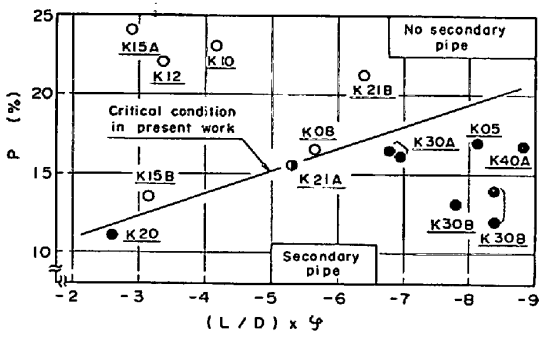 25
20
15
10
P (%)
No secondary
pipe
K15A
K12
K10
K21B
Critical condition
in present work
K08
K30A
K05
K40A
K15B
K21A
K20
K30B
K30B
Secondary
pipe
-2 -3 -4 -5 -6 -7 -8 -9
(L/D) x φ